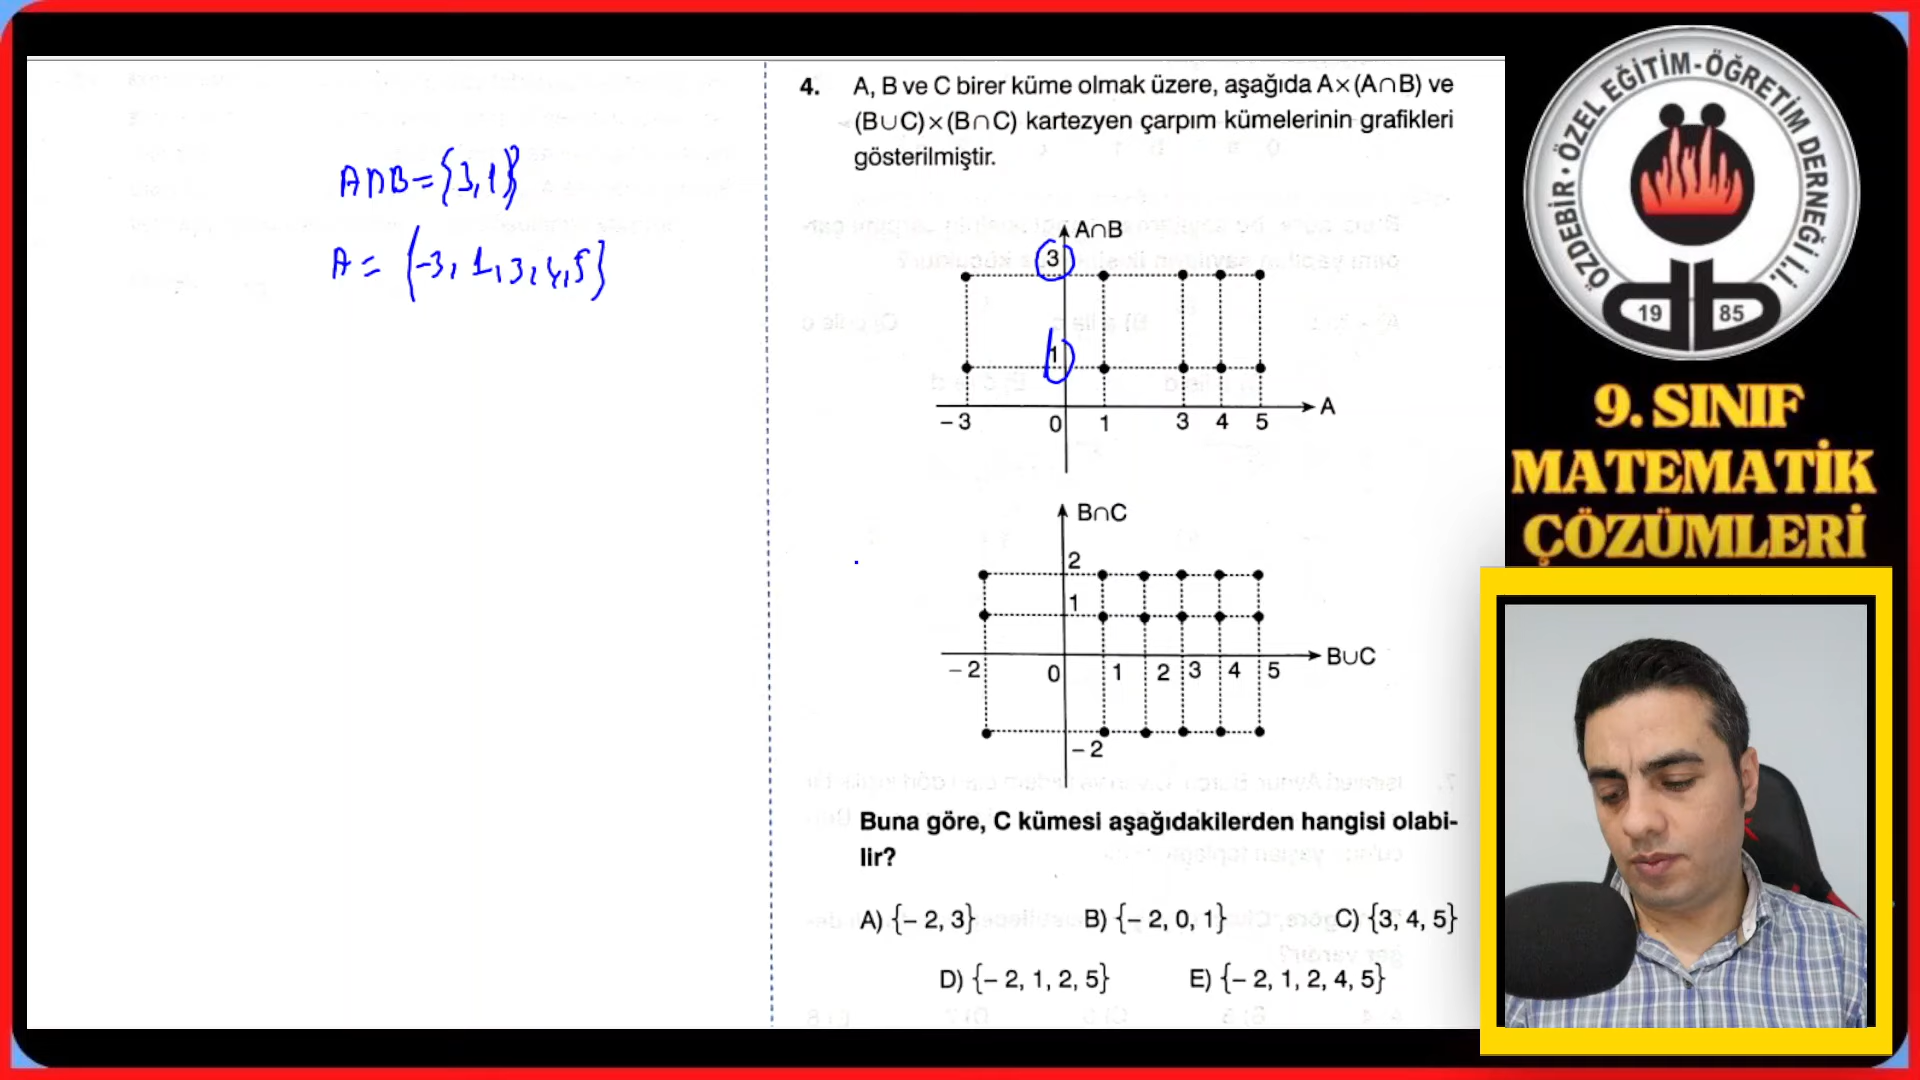 A∩B={3,1}
A = {-3, 1, 3, 4, 5}
4. A, B ve C birer küme olmak üzere, aşağıda A×(A∩B) ve
(B∪C)×(B∩C) kartezyen çarpım kümelerinin grafikleri
gösterilmiştir.
A∩B
3
1
A
-3 0 1 3 4 5
B∩C
2
1
B∪C
-2 0 1 2 3 4 5
-2
Buna göre, C kümesi aşağıdakilerden hangisi olabi-
lir?
A) {-2, 3} B) {-2, 0, 1} C) {3, 4, 5}
D) {-2, 1, 2, 5} E) {-2, 1, 2, 4, 5}
ÖZDEBİR · ÖZEL EĞİTİM-ÖĞRETİM DERNEĞİ İ.İ.
19 85
9. SINIF
MATEMATİK
ÇÖZÜMLERİ